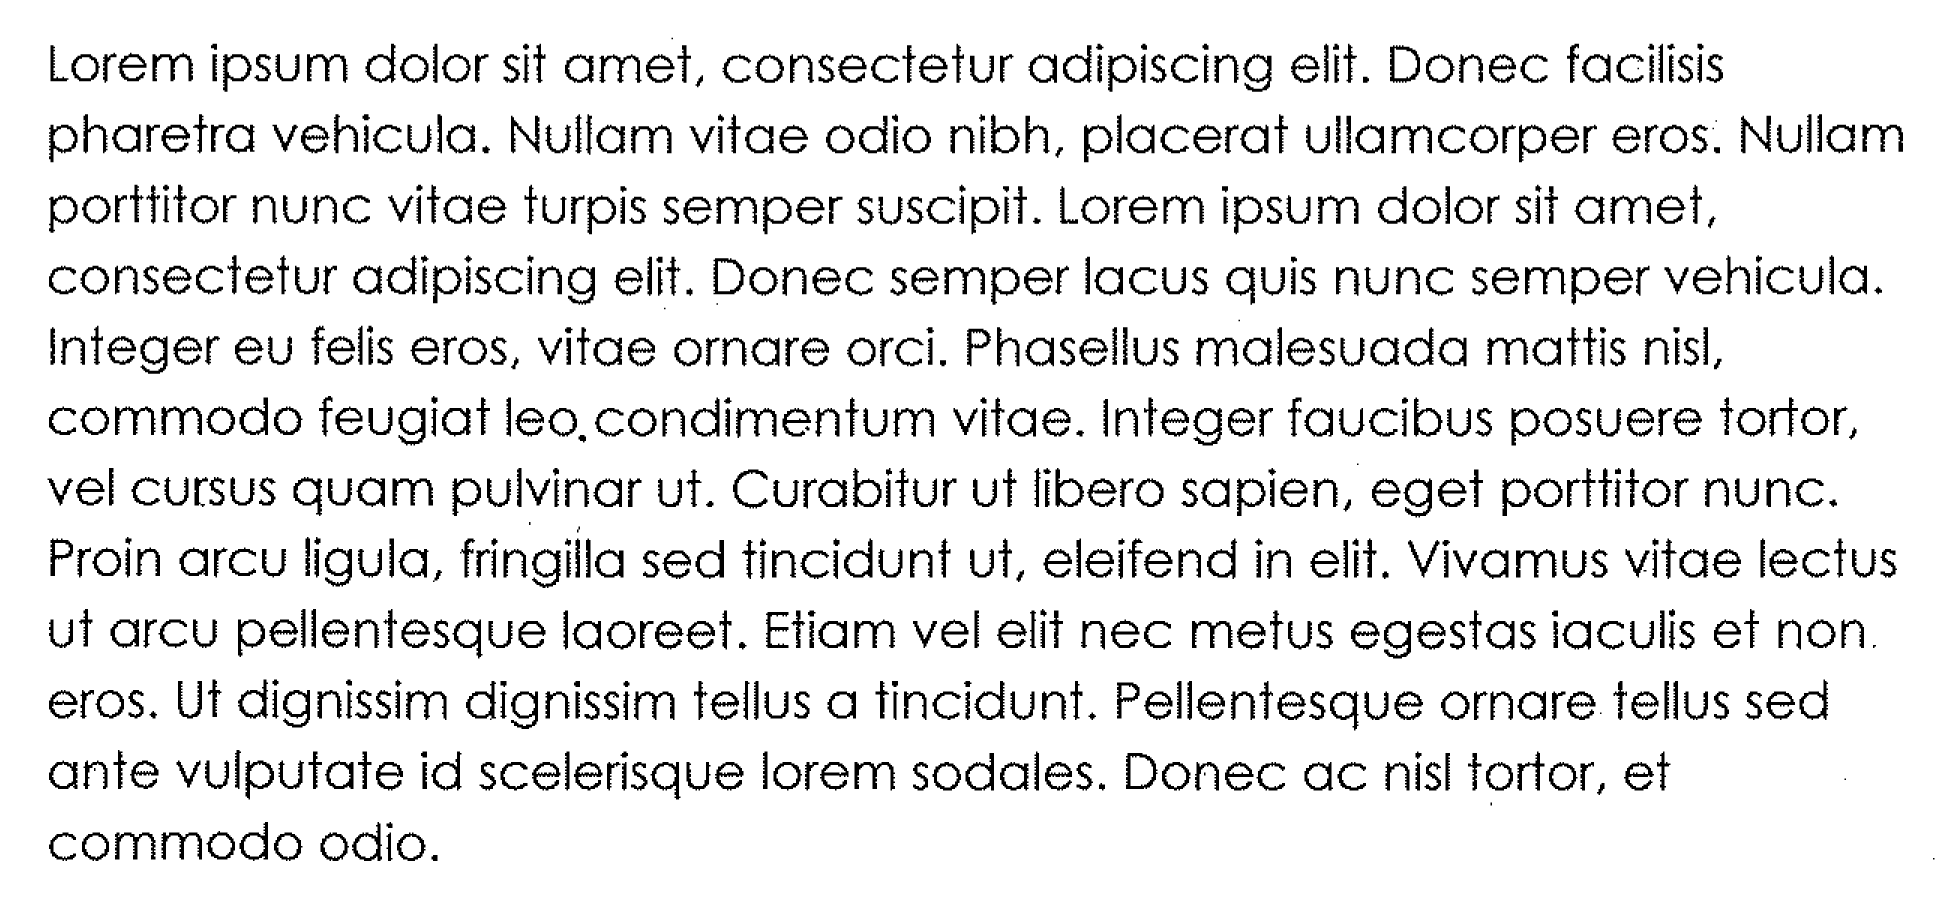 Lorem ipsum dolor sit amet, consectetur adipiscing elit. Donec facilisis
pharetra vehicula. Nullam vitae odio nibh, placerat ullamcorper eros. Nullam
porttitor nunc vitae turpis semper suscipit. Lorem ipsum dolor sit amet,
consectetur adipiscing elit. Donec semper lacus quis nunc semper vehicula.
Integer eu felis eros, vitae ornare orci. Phasellus malesuada mattis nisl,
commodo feugiat leo condimentum vitae. Integer faucibus posuere tortor,
vel cursus quam pulvinar ut. Curabitur ut libero sapien, eget porttitor nunc.
Proin arcu ligula, fringilla sed tincidunt ut, eleifend in elit. Vivamus vitae lectus
ut arcu pellentesque laoreet. Etiam vel elit nec metus egestas iaculis et non
eros. Ut dignissim dignissim tellus a tincidunt. Pellentesque ornare tellus sed
ante vulputate id scelerisque lorem sodales. Donec ac nisl tortor, et
commodo odio.